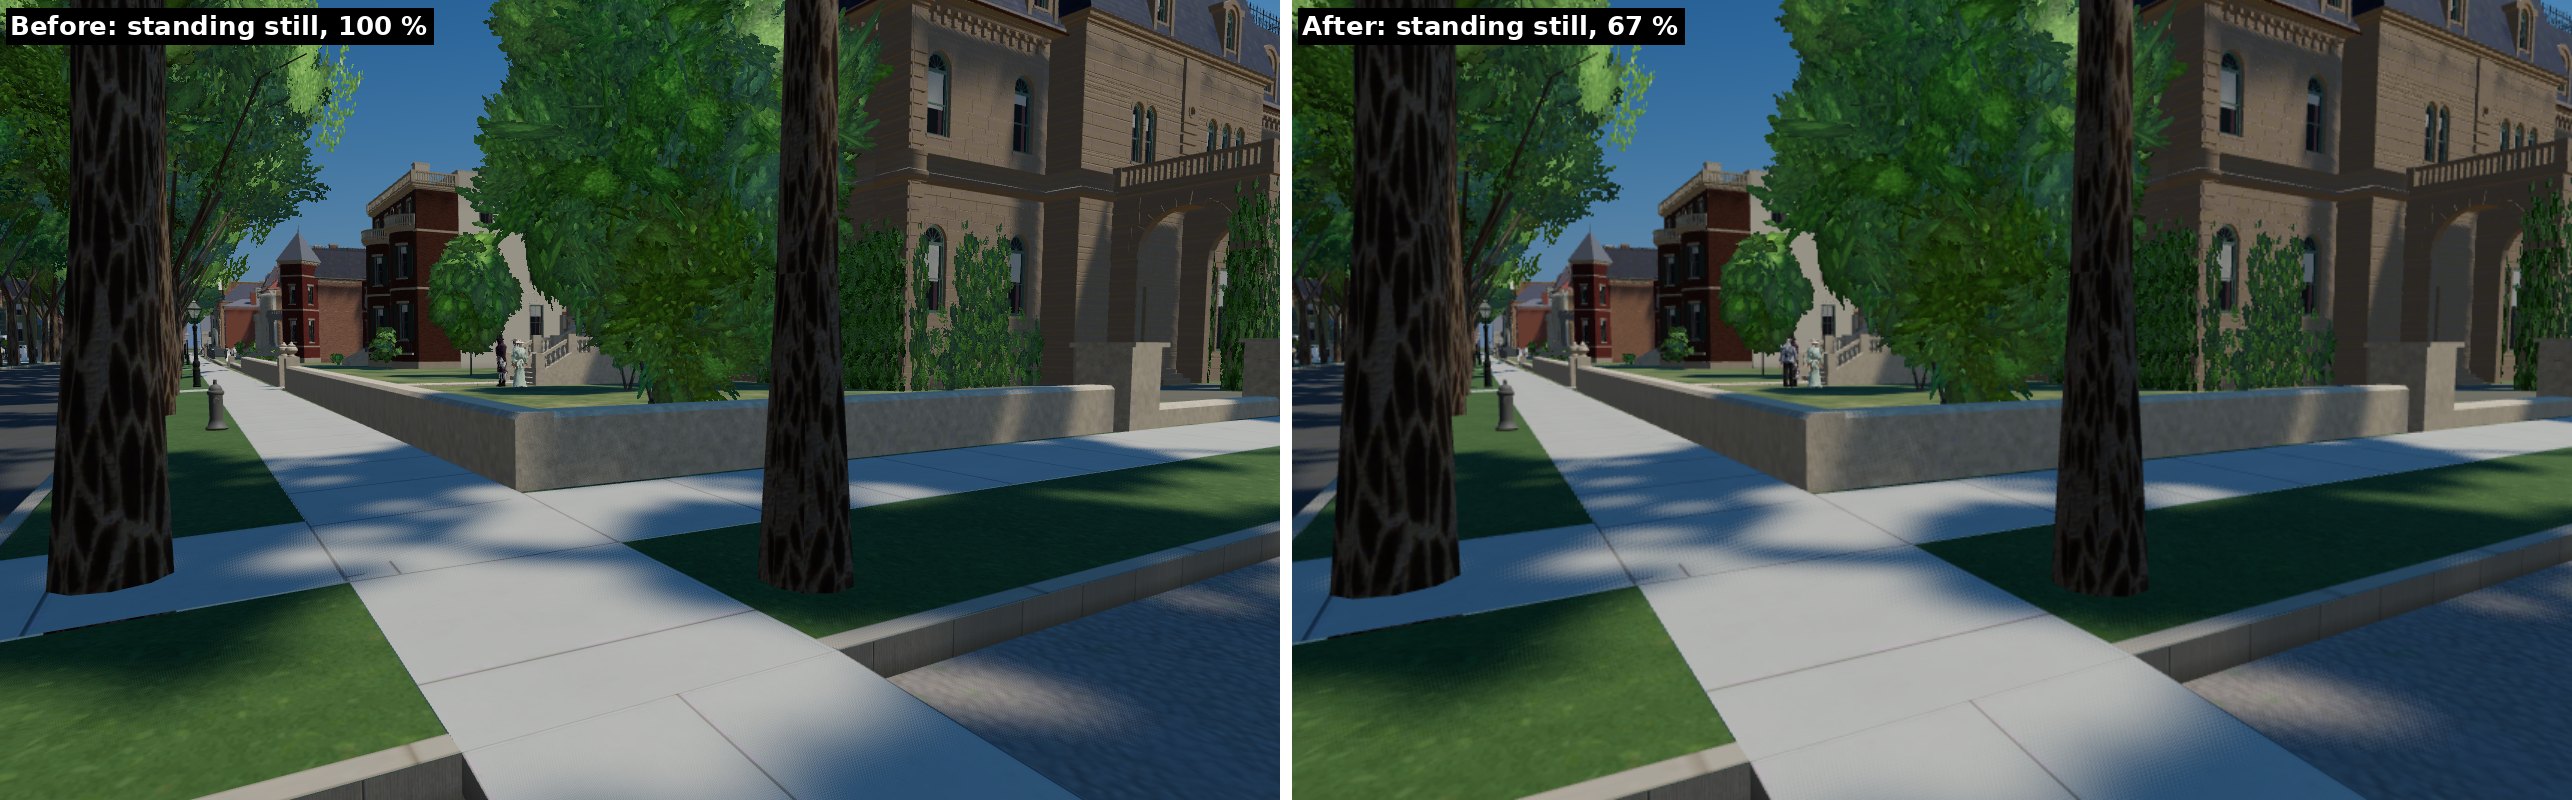 Before: standing still, 100 %
After: standing still, 67 %